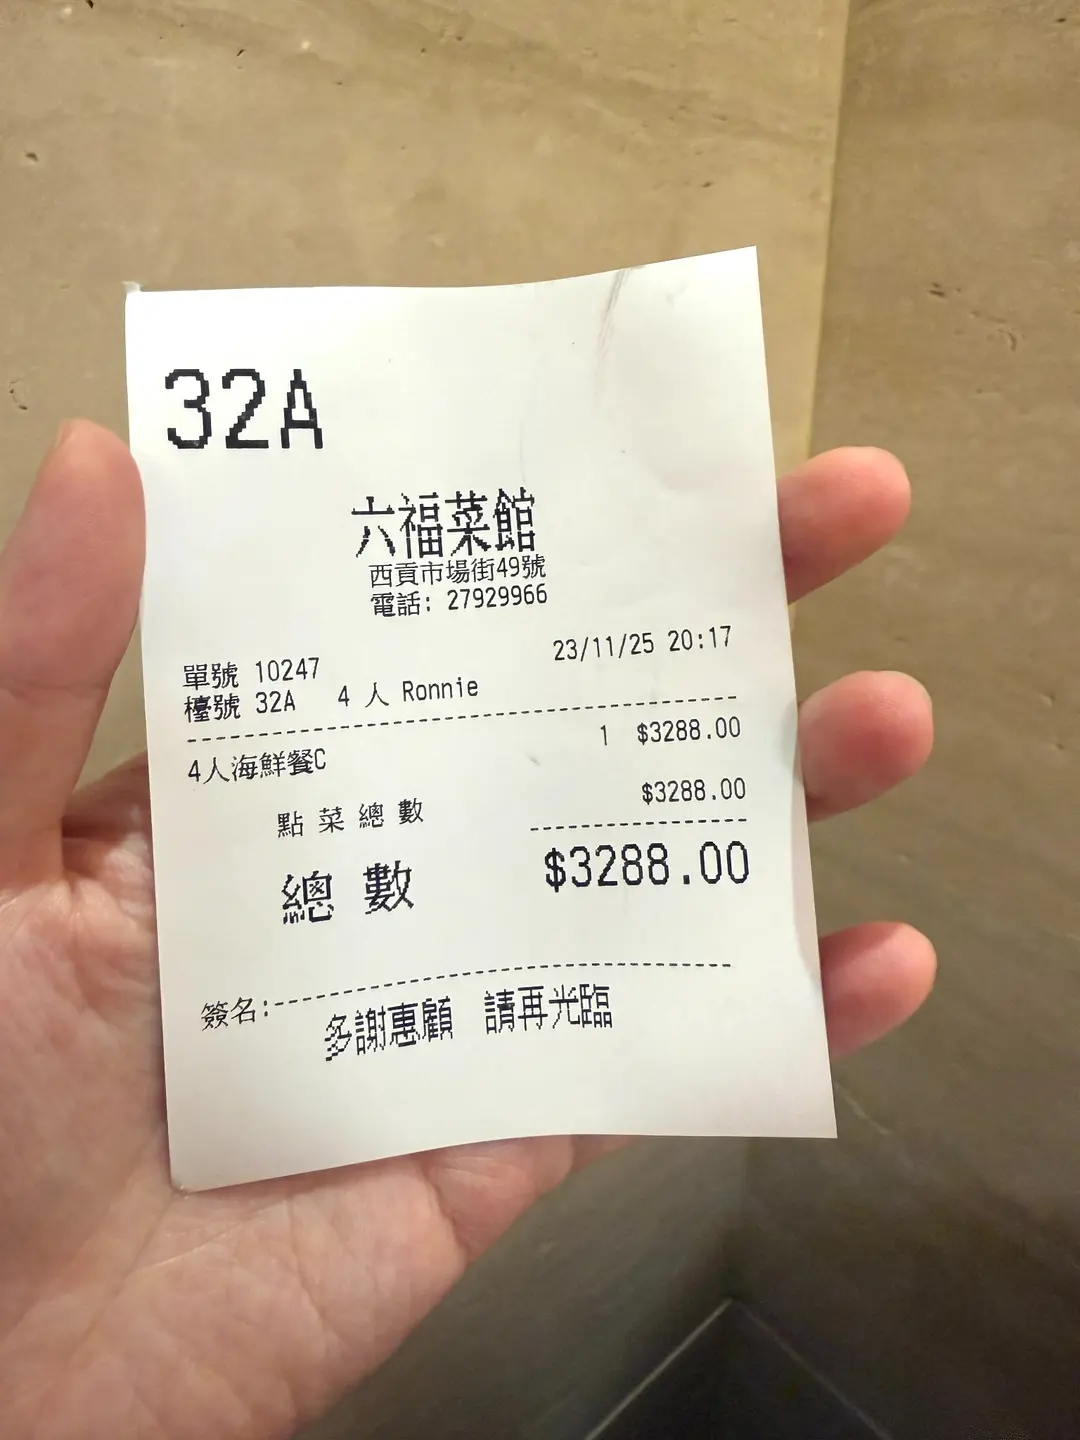 32A
六福菜館
西貢市場街49號
電話: 27929966
單號 10247 23/11/25 20:17
檯號 32A 4 人 Ronnie
4人海鮮餐C 1 $3288.00
點菜總數 $3288.00
總數 $3288.00
簽名:
多謝惠顧 請再光臨